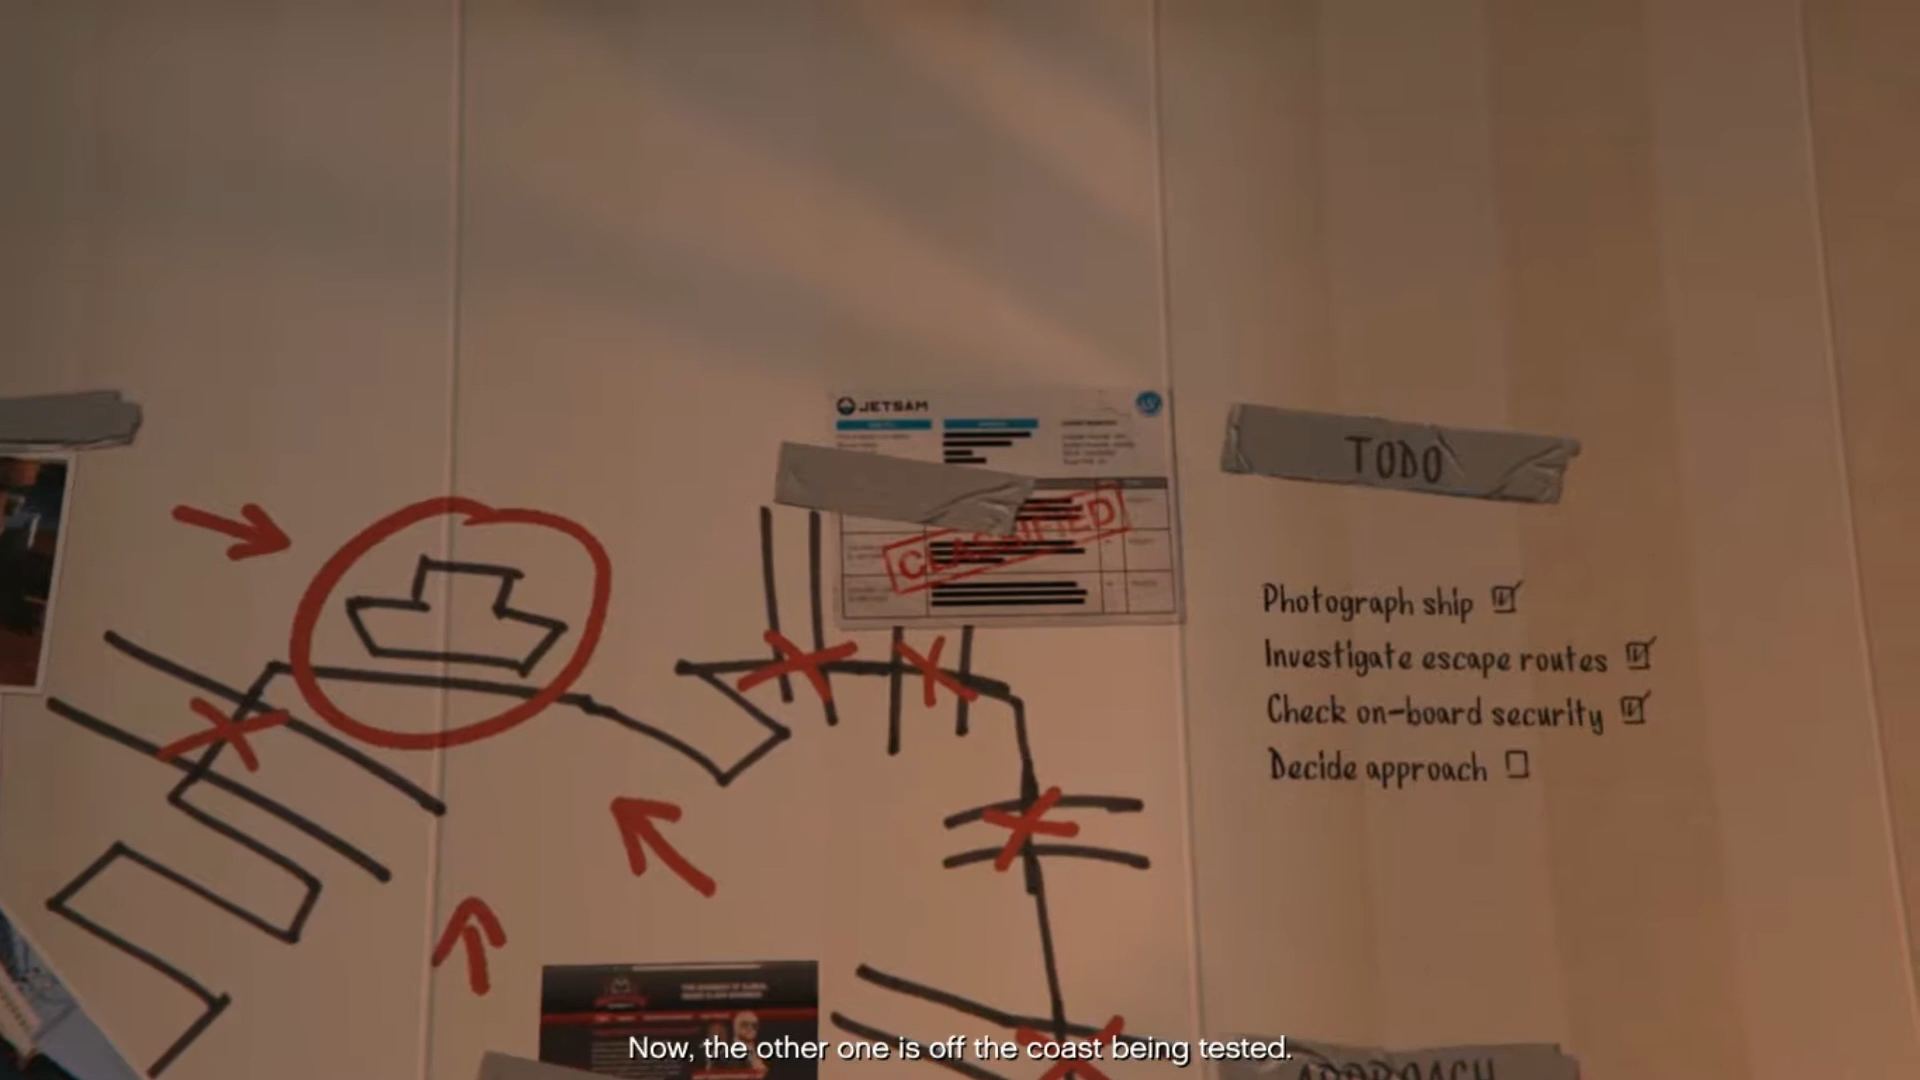 JETSAM
CLASSIFIED
TODO
Photograph ship
Investigate escape routes
Check on-board security
Decide approach
APPROACH
Now, the other one is off the coast being tested.